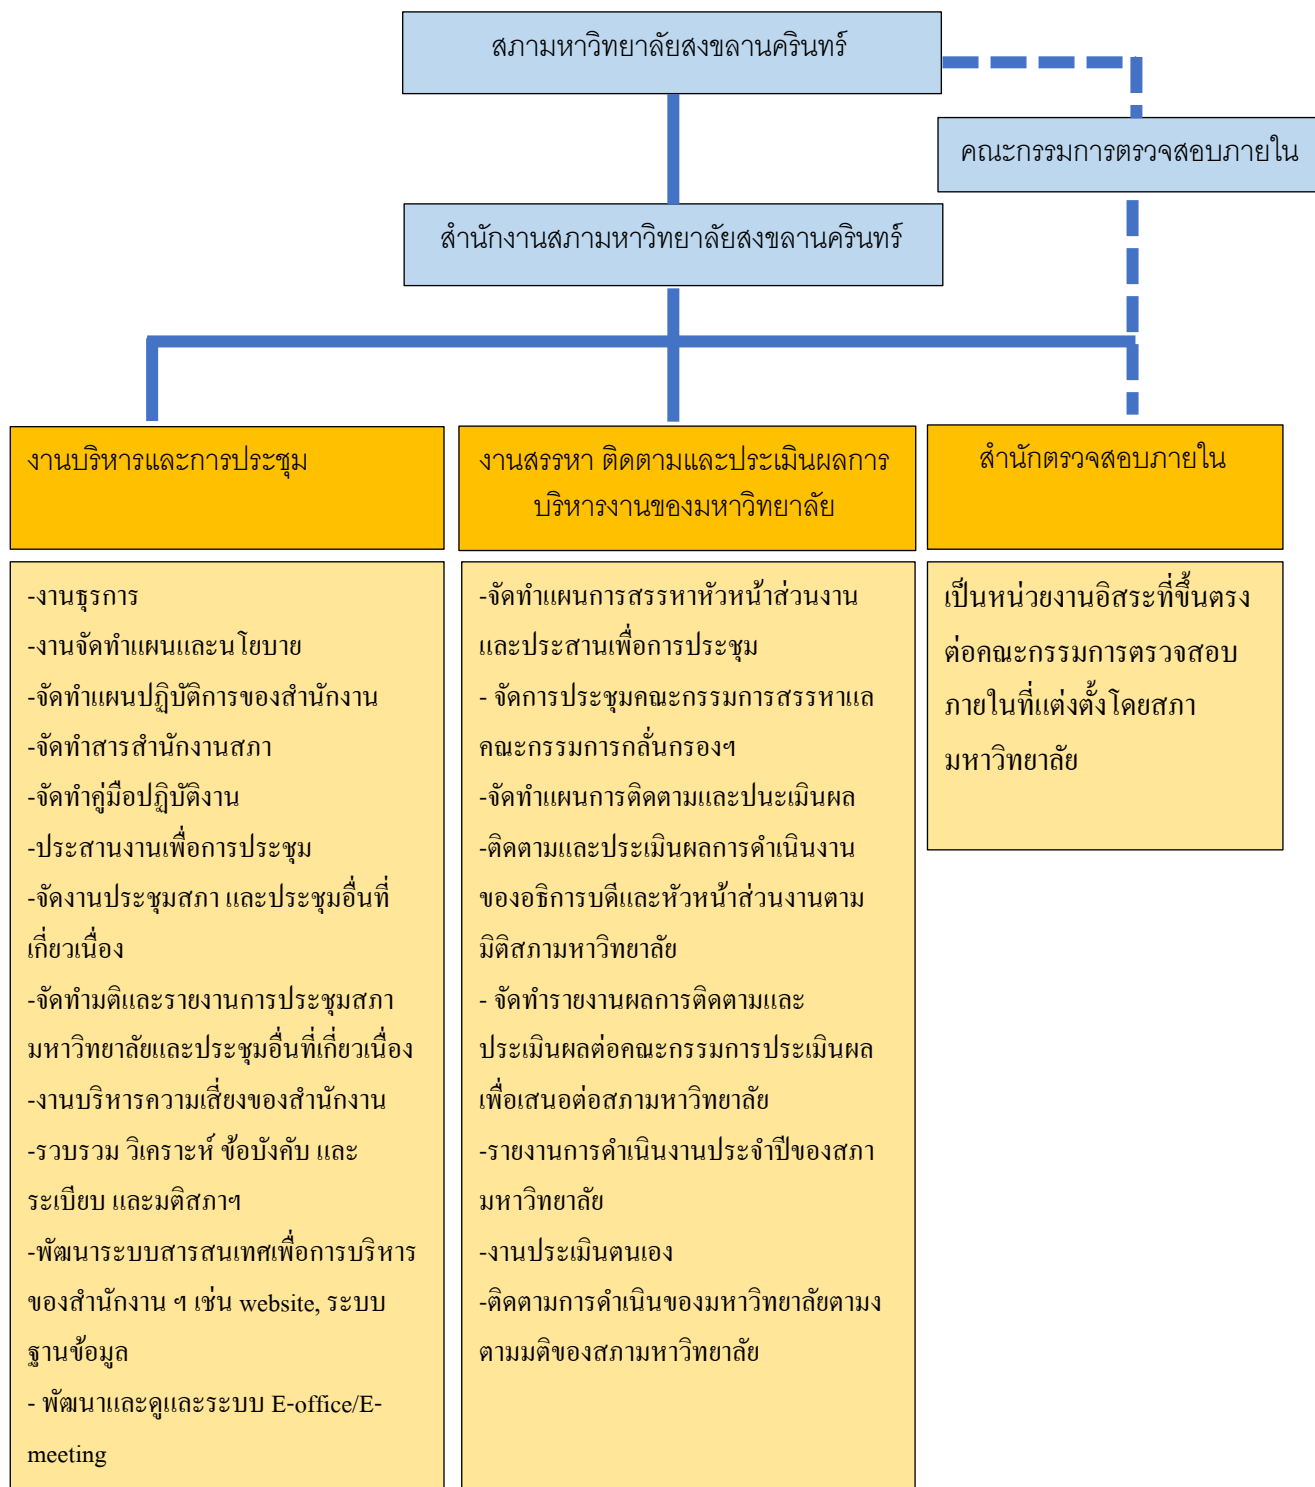 สภามหาวิทยาลัยสงขลานครินทร์
คณะกรรมการตรวจสอบภายใน
สำนักงานสภามหาวิทยาลัยสงขลานครินทร์
งานบริหารและการประชุม
-งานธุรการ
-งานจัดทำแผนและนโยบาย
-จัดทำแผนปฏิบัติการของสำนักงาน
-จัดทำสารสำนักงานสภา
-จัดทำคู่มือปฏิบัติงาน
-ประสานงานเพื่อการประชุม
-จัดงานประชุมสภา และประชุมอื่นที่
เกี่ยวเนื่อง
-จัดทำมติและรายงานการประชุมสภา
มหาวิทยาลัยและประชุมอื่นที่เกี่ยวเนื่อง
-งานบริหารความเสี่ยงของสำนักงาน
-รวบรวม วิเคราะห์ ข้อบังคับ และ
ระเบียบ และมติสภาฯ
-พัฒนาระบบสารสนเทศเพื่อการบริหาร
ของสำนักงาน ฯ เช่น website, ระบบ
ฐานข้อมูล
- พัฒนาและดูและระบบ E-office/E-
meeting
งานสรรหา ติดตามและประเมินผลการ
บริหารงานของมหาวิทยาลัย
-จัดทำแผนการสรรหาหัวหน้าส่วนงาน
และประสานเพื่อการประชุม
- จัดการประชุมคณะกรรมการสรรหาแล
คณะกรรมการกลั่นกรองฯ
-จัดทำแผนการติดตามและปนะเมินผล
-ติดตามและประเมินผลการดำเนินงาน
ของอธิการบดีและหัวหน้าส่วนงานตาม
มิติสภามหาวิทยาลัย
- จัดทำรายงานผลการติดตามและ
ประเมินผลต่อคณะกรรมการประเมินผล
เพื่อเสนอต่อสภามหาวิทยาลัย
-รายงานการดำเนินงานประจำปีของสภา
มหาวิทยาลัย
-งานประเมินตนเอง
-ติดตามการดำเนินของมหาวิทยาลัยตามง
ตามมติของสภามหาวิทยาลัย
สำนักตรวจสอบภายใน
เป็นหน่วยงานอิสระที่ขึ้นตรง
ต่อคณะกรรมการตรวจสอบ
ภายในที่แต่งตั้งโดยสภา
มหาวิทยาลัย